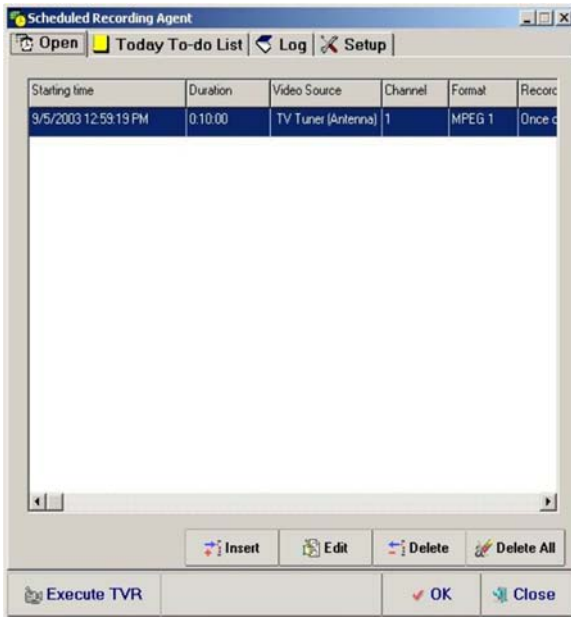 Scheduled Recording Agent
Open Today To-do List Log Setup
Starting time Duration Video Source Channel Format Record
9/5/2003 12:59:19 PM 0:10:00 TV Tuner (Antenna) 1 MPEG 1 Once
Insert Edit Delete Delete All
Execute TVR OK Close